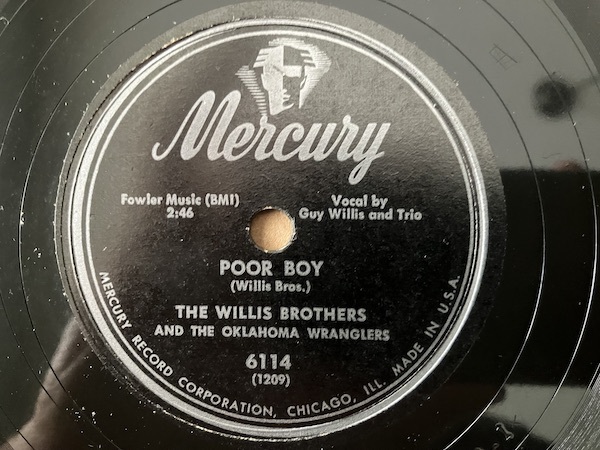 Mercury
Fowler Music (BMI)
2:46
Vocal by
Guy Willis and Trio
POOR BOY
(Willis Bros.)
THE WILLIS BROTHERS
AND THE OKLAHOMA WRANGLERS
6114
(1209)
MERCURY RECORD CORPORATION, CHICAGO, ILL. MADE IN U.S.A.